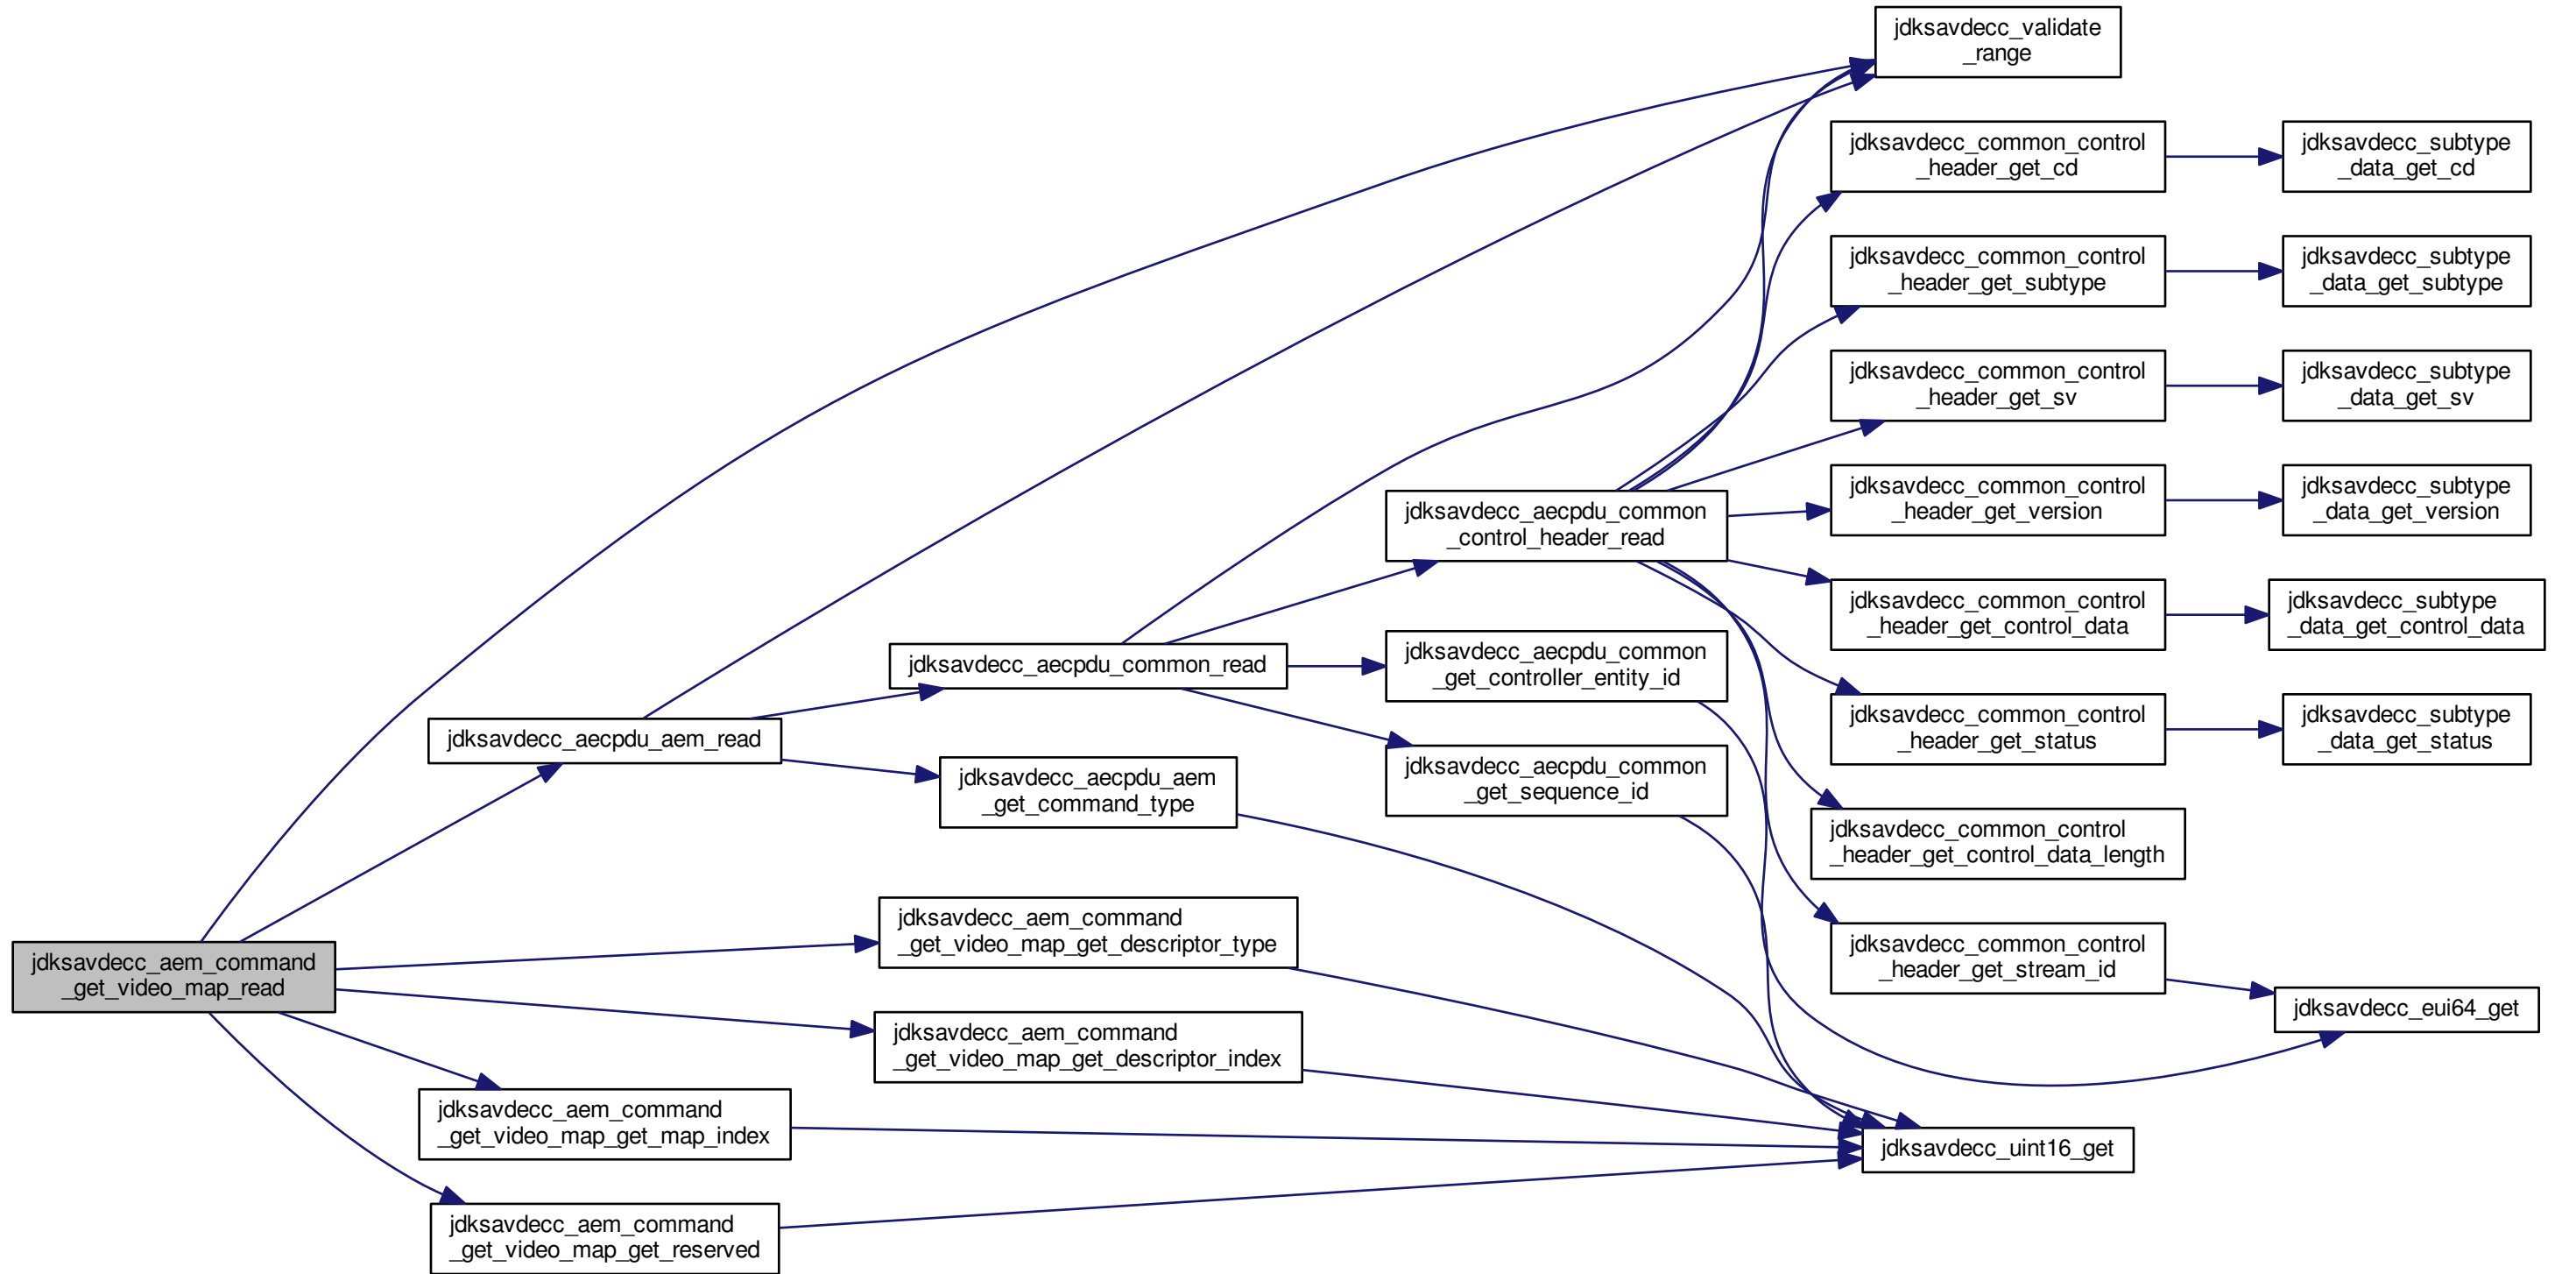 jdksavdecc_aem_command
_get_video_map_read
jdksavdecc_aecpdu_aem_read
jdksavdecc_aem_command
_get_video_map_get_map_index
jdksavdecc_aem_command
_get_video_map_get_reserved
jdksavdecc_aecpdu_common_read
jdksavdecc_aecpdu_aem
_get_command_type
jdksavdecc_aem_command
_get_video_map_get_descriptor_type
jdksavdecc_aem_command
_get_video_map_get_descriptor_index
jdksavdecc_aecpdu_common
_control_header_read
jdksavdecc_aecpdu_common
_get_controller_entity_id
jdksavdecc_aecpdu_common
_get_sequence_id
jdksavdecc_validate
_range
jdksavdecc_common_control
_header_get_cd
jdksavdecc_common_control
_header_get_subtype
jdksavdecc_common_control
_header_get_sv
jdksavdecc_common_control
_header_get_version
jdksavdecc_common_control
_header_get_control_data
jdksavdecc_common_control
_header_get_status
jdksavdecc_common_control
_header_get_control_data_length
jdksavdecc_common_control
_header_get_stream_id
jdksavdecc_uint16_get
jdksavdecc_subtype
_data_get_cd
jdksavdecc_subtype
_data_get_subtype
jdksavdecc_subtype
_data_get_sv
jdksavdecc_subtype
_data_get_version
jdksavdecc_subtype
_data_get_control_data
jdksavdecc_subtype
_data_get_status
jdksavdecc_eui64_get